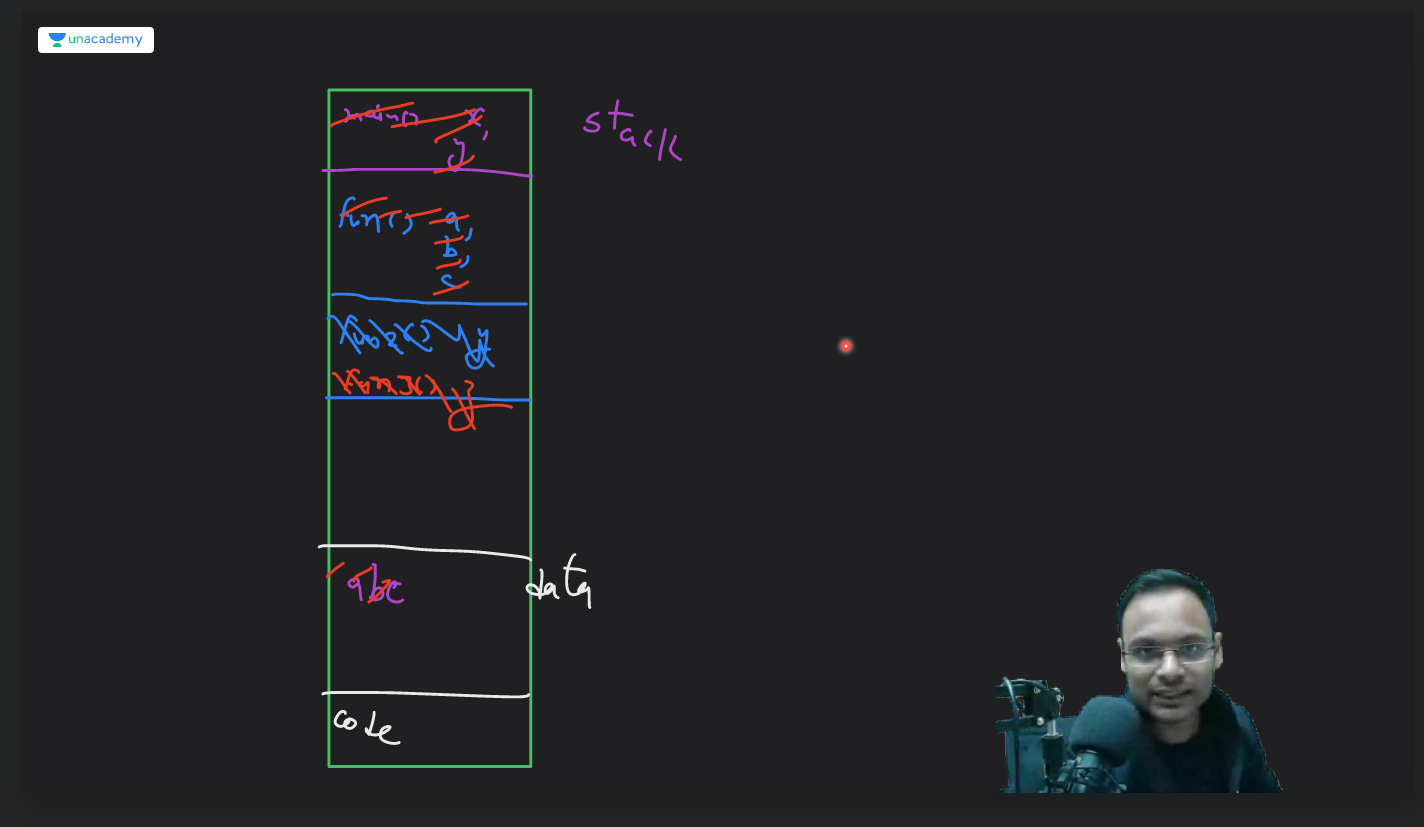 unacademy
main() x,
y
stack
fun() a,
b,
c
fun2() y
fun3() y
abc
data
code